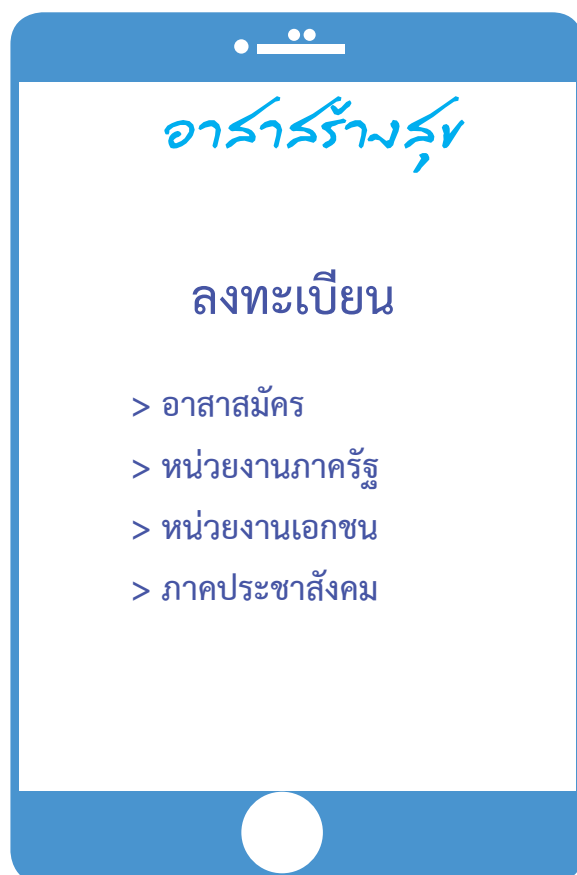 อาสาสร้างสุข
ลงทะเบียน
> อาสาสมัคร
> หน่วยงานภาครัฐ
> หน่วยงานเอกชน
> ภาคประชาสังคม